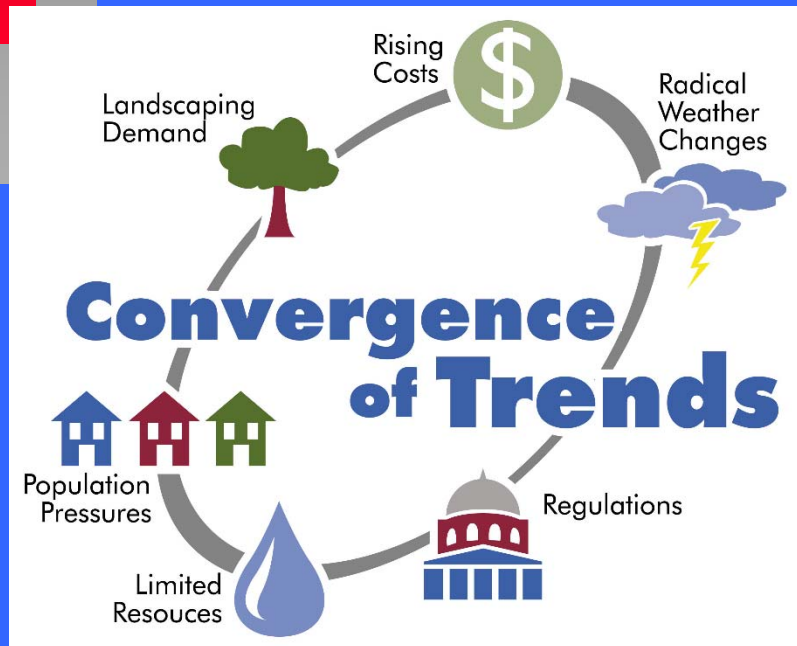 Rising
Costs
$
Radical
Weather
Changes
Landscaping
Demand
Convergence
of Trends
Population
Pressures
Regulations
Limited
Resouces